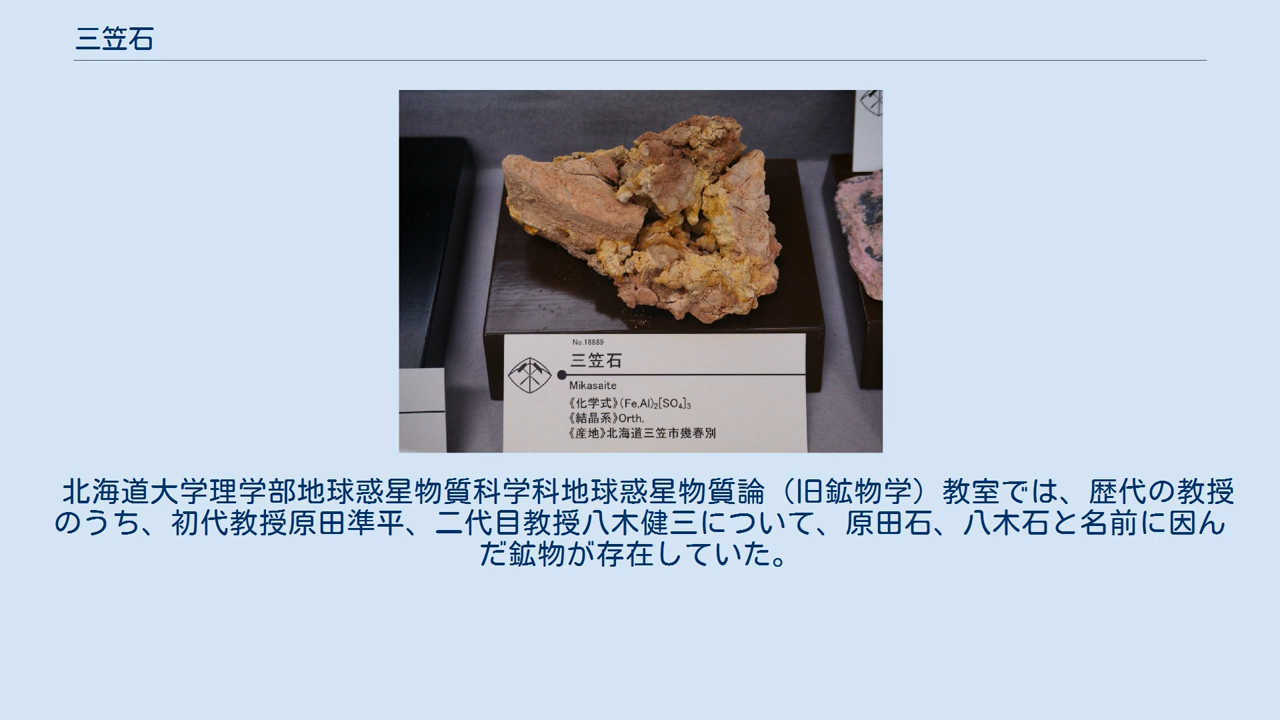 三笠石
No.18889
三笠石
Mikasaite
《化学式》(Fe,Al)₂[SO₄]₃
《結晶系》Orth.
《産地》北海道三笠市幾春別
北海道大学理学部地球惑星物質科学科地球惑星物質論（旧鉱物学）教室では、歴代の教授
のうち、初代教授原田準平、二代目教授八木健三について、原田石、八木石と名前に因ん
だ鉱物が存在していた。